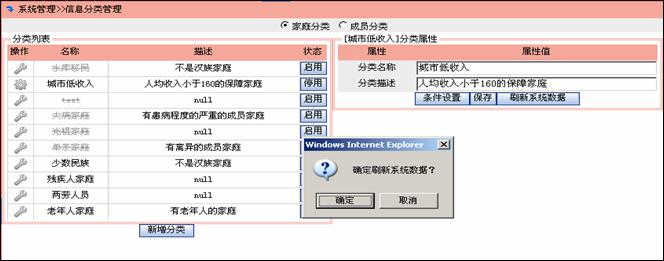 系统管理>>信息分类管理
家庭分类 成员分类
分类列表
操作 名称 描述 状态
水库移民 不是汉族家庭 启用
城市低收入 人均收入小于160的保障家庭 停用
test null 启用
大病家庭 有患病程度的严重的成员家庭 启用
光棍家庭 null 启用
单亲家庭 有离异的成员家庭
少数民族 不是汉族家庭
残疾人家庭 null
两劳人员 null
老年人家庭 有老年人的家庭
新增分类
[城市低收入]分类属性
属性 属性值
分类名称 城市低收入
分类描述 人均收入小于160的保障家庭
条件设置 保存 刷新系统数据
Windows Internet Explorer
确定刷新系统数据？
确定 取消